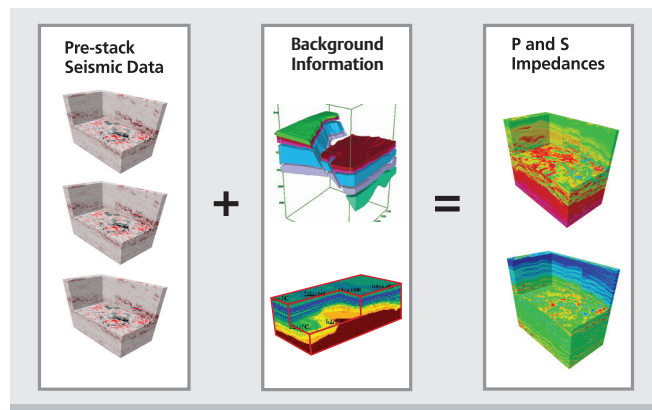 Pre-stack
Seismic Data
+
Background
Information
=
P and S
Impedances